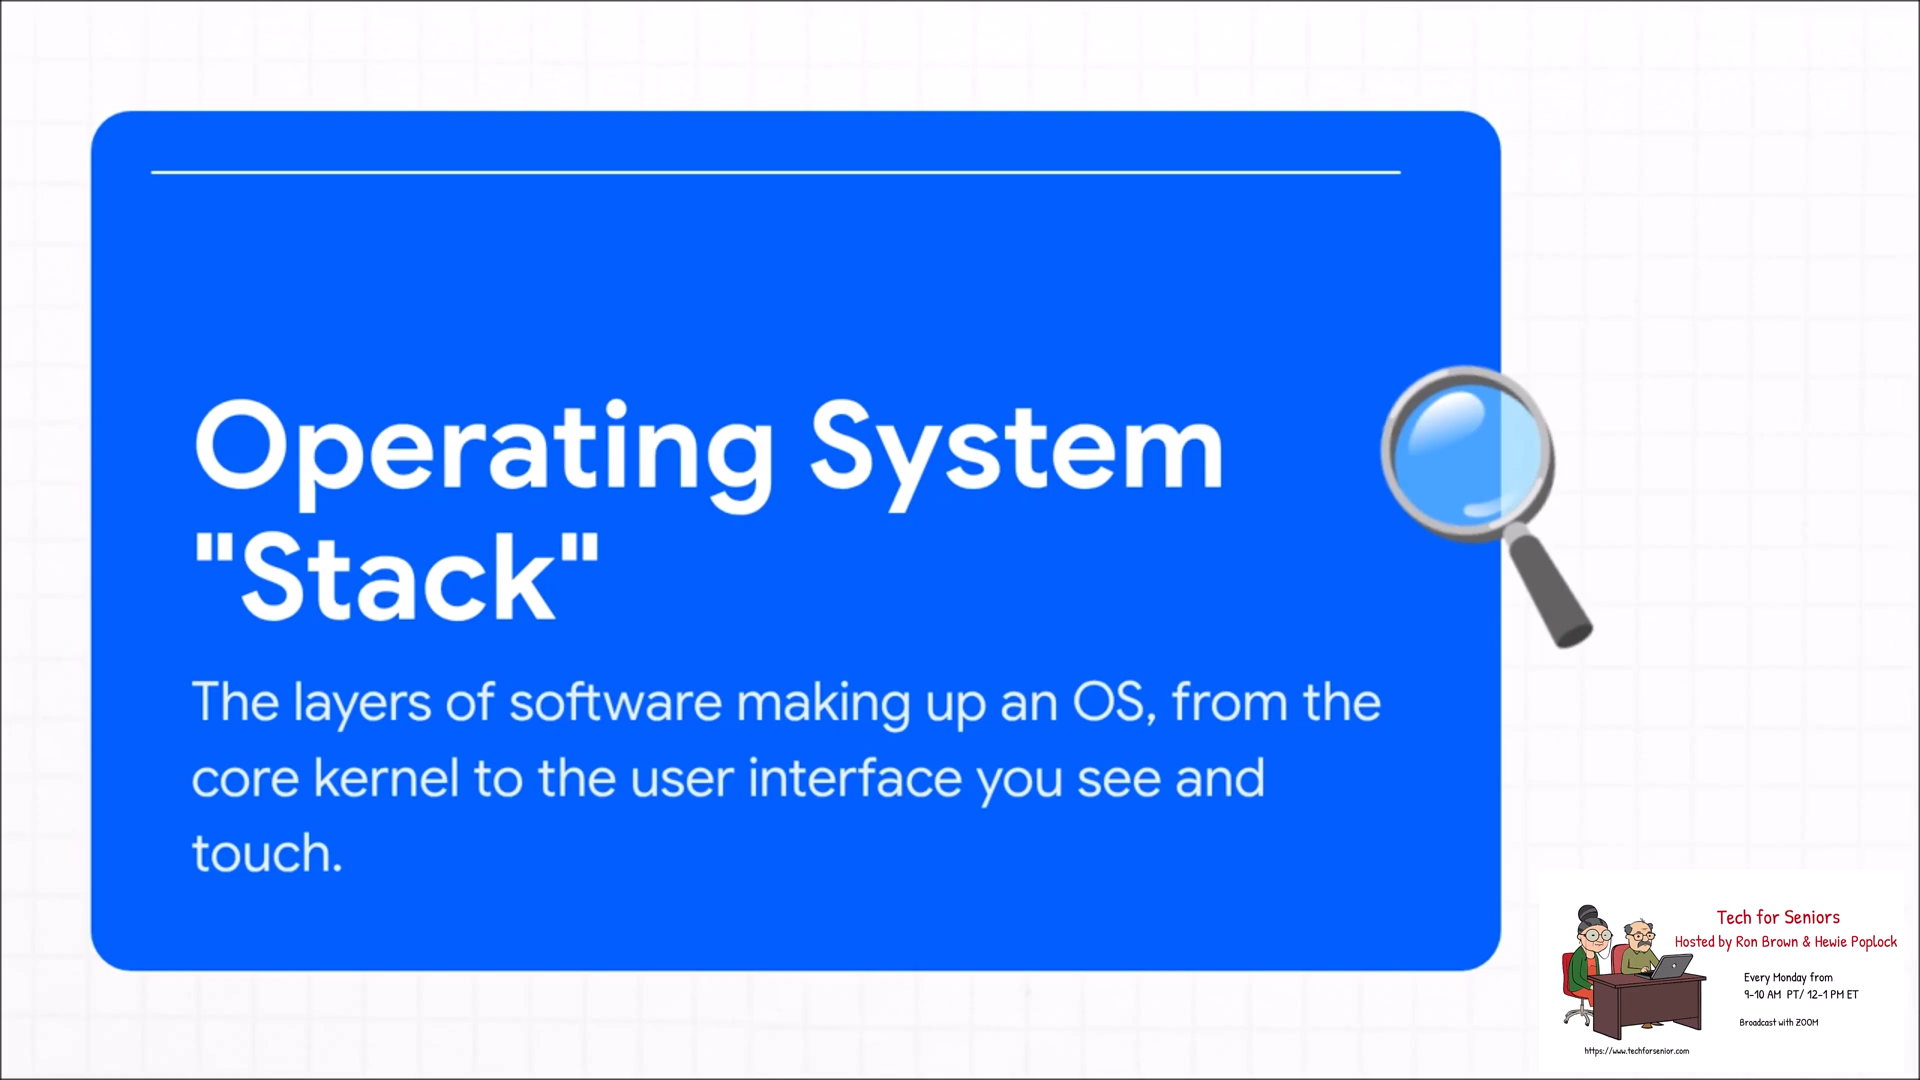 Operating System
"Stack"
The layers of software making up an OS, from the
core kernel to the user interface you see and
touch.
Tech for Seniors
Hosted by Ron Brown & Hewie Poplock
Every Monday from
9-10 AM PT/ 12-1 PM ET
Broadcast with ZOOM
https://www.techforsenior.com